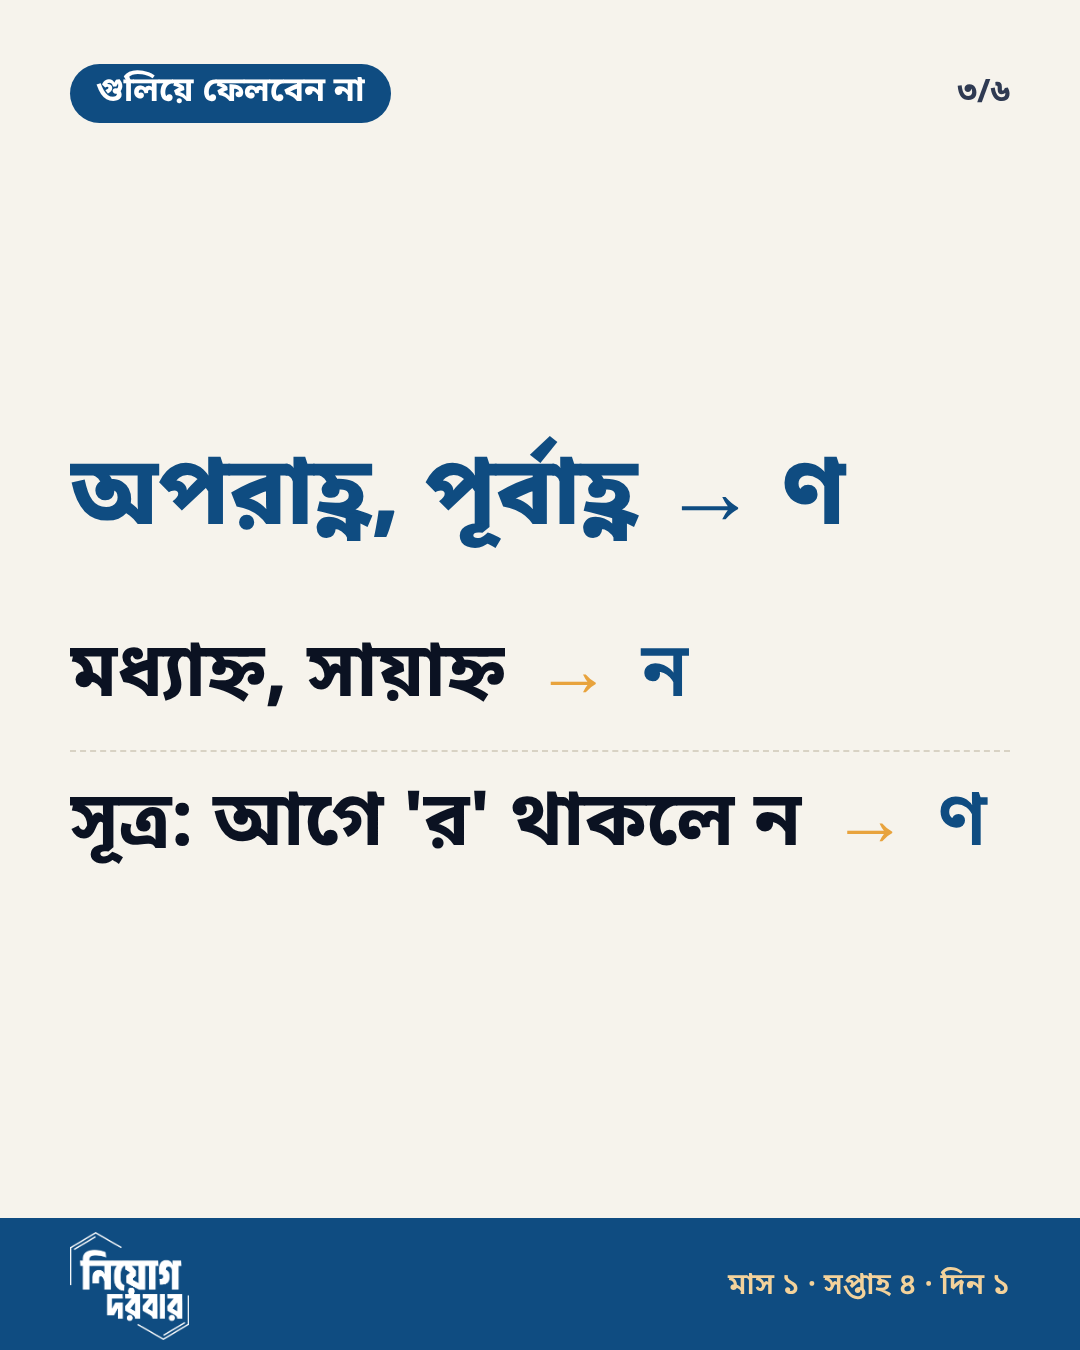 গুলিয়ে ফেলবেন না
৩/৬
অপরাহ্ণ, পূর্বাহ্ণ → ণ
মধ্যাহ্ন, সায়াহ্ন → ন
সূত্র: আগে 'র' থাকলে ন → ণ
নিয়োগ
দরবার
মাস ১ · সপ্তাহ ৪ · দিন ১